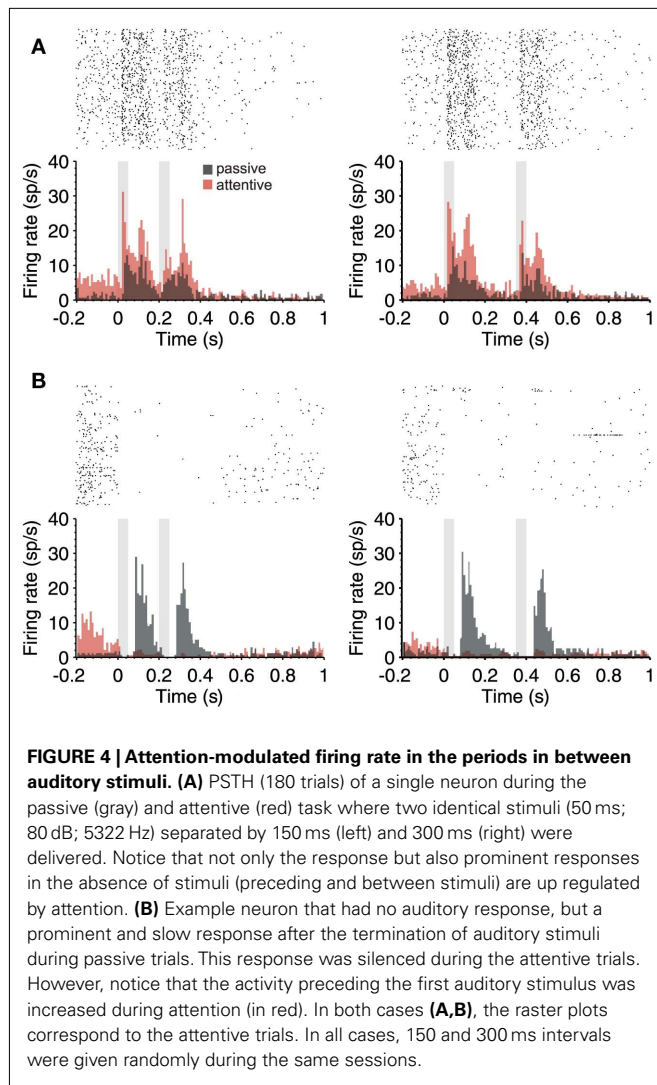 A
40
30
20
10
0
Firing rate (sp/s)
passive
attentive
-0.2 0 0.2 0.4 0.6 0.8 1
Time (s)
40
30
20
10
0
Firing rate (sp/s)
-0.2 0 0.2 0.4 0.6 0.8 1
Time (s)
B
40
30
20
10
0
Firing rate (sp/s)
-0.2 0 0.2 0.4 0.6 0.8 1
Time (s)
40
30
20
10
0
Firing rate (sp/s)
-0.2 0 0.2 0.4 0.6 0.8 1
Time (s)
FIGURE 4 | Attention-modulated firing rate in the periods in between
auditory stimuli. (A) PSTH (180 trials) of a single neuron during the
passive (gray) and attentive (red) task where two identical stimuli (50 ms;
80 dB; 5322 Hz) separated by 150 ms (left) and 300 ms (right) were
delivered. Notice that not only the response but also prominent responses
in the absence of stimuli (preceding and between stimuli) are up regulated
by attention. (B) Example neuron that had no auditory response, but a
prominent and slow response after the termination of auditory stimuli
during passive trials. This response was silenced during the attentive trials.
However, notice that the activity preceding the first auditory stimulus was
increased during attention (in red). In both cases (A,B), the raster plots
correspond to the attentive trials. In all cases, 150 and 300 ms intervals
were given randomly during the same sessions.